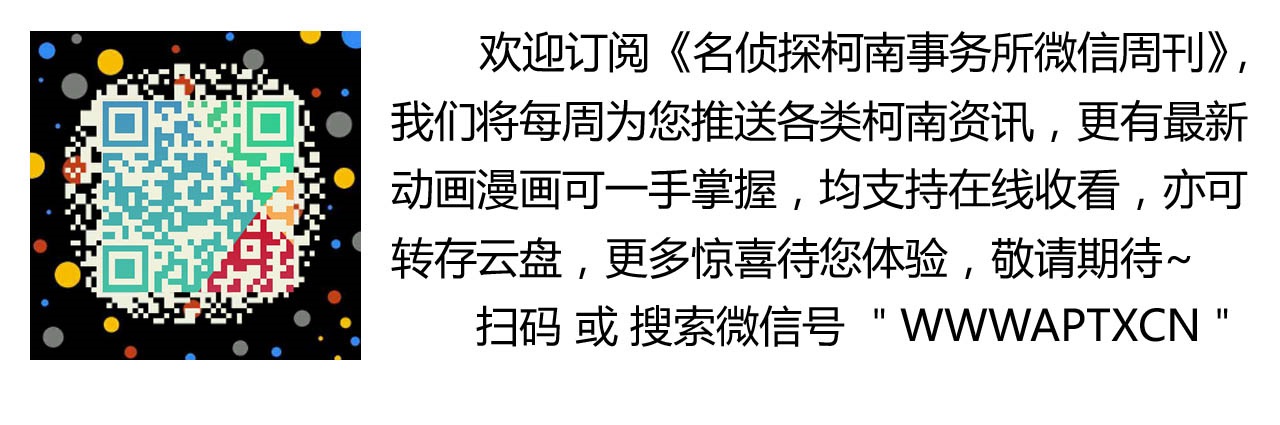 欢迎订阅《名侦探柯南事务所微信周刊》,
我们将每周为您推送各类柯南资讯，更有最新
动画漫画可一手掌握，均支持在线收看，亦可
转存云盘，更多惊喜待您体验，敬请期待~
扫码 或 搜索微信号 "WWWAPTXCN"